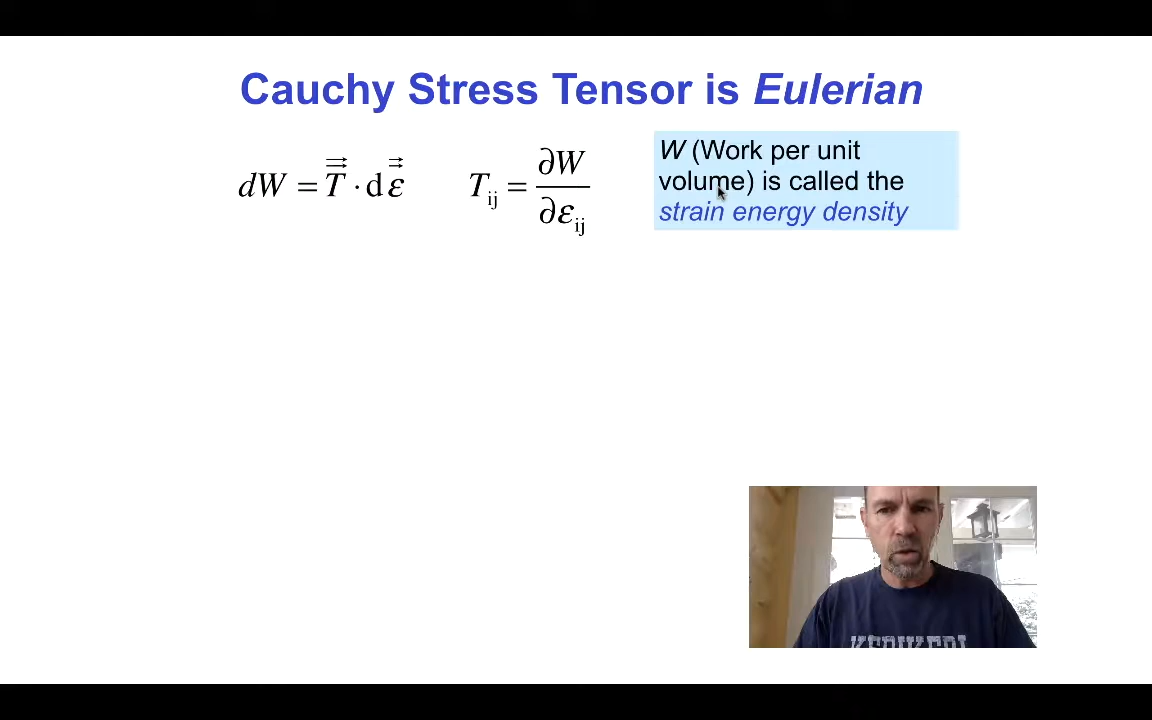 Cauchy Stress Tensor is Eulerian
dW = T · dε
T_ij = ∂W/∂ε_ij
W (Work per unit
volume) is called the
strain energy density